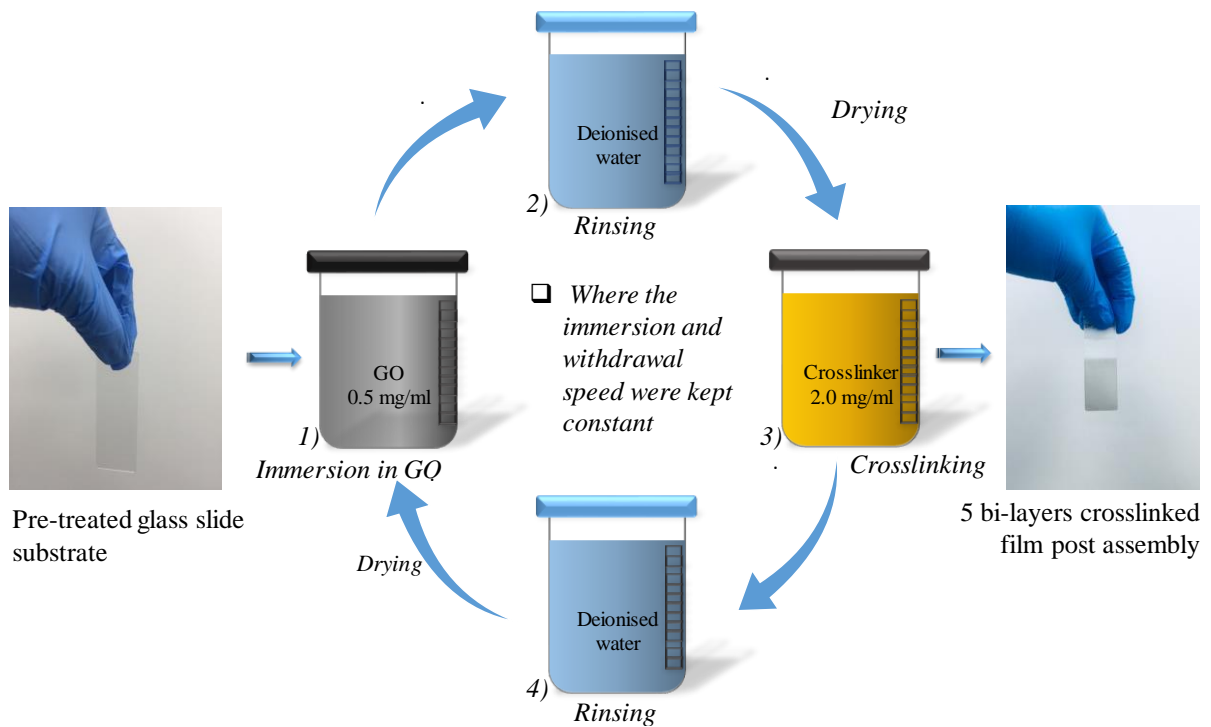 Deionised
water
2)
Rinsing
Drying
GO
0.5 mg/ml
1)
Immersion in GO
❑ Where the
immersion and
withdrawal
speed were kept
constant
Crosslinker
2.0 mg/ml
3)
Crosslinking
Pre-treated glass slide
substrate
5 bi-layers crosslinked
film post assembly
Drying
Deionised
water
4)
Rinsing